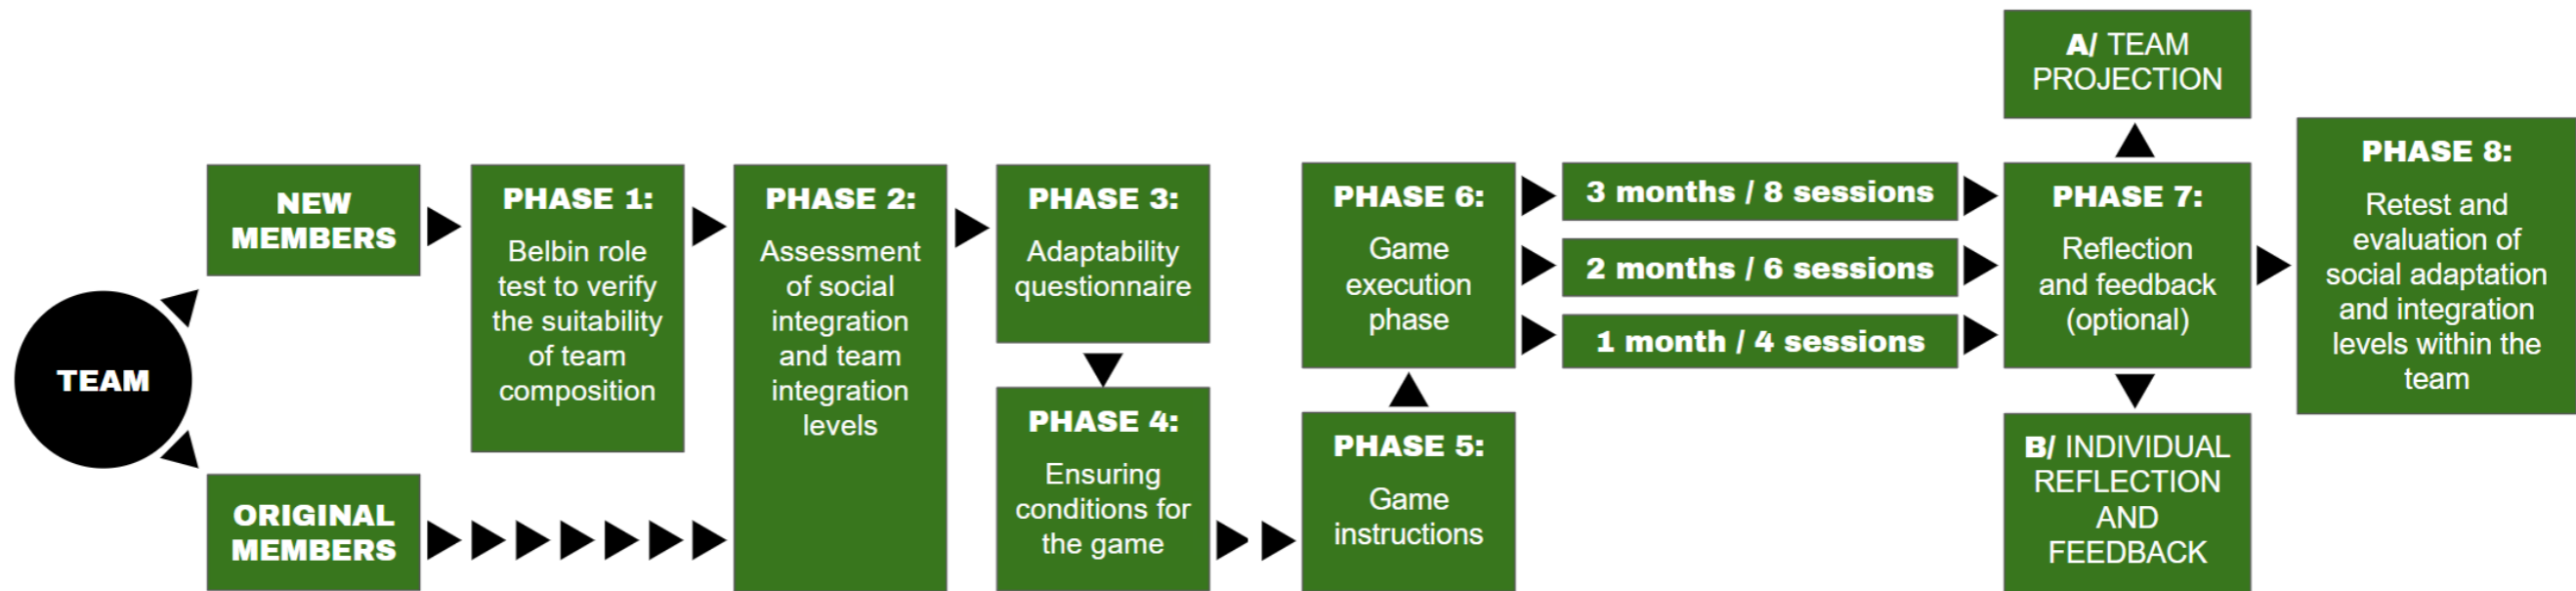 TEAM
NEW
MEMBERS
ORIGINAL
MEMBERS
PHASE 1:
Belbin role
test to verify
the suitability
of team
composition
PHASE 2:
Assessment
of social
integration
and team
integration
levels
PHASE 3:
Adaptability
questionnaire
PHASE 4:
Ensuring
conditions for
the game
PHASE 5:
Game
instructions
PHASE 6:
Game
execution
phase
3 months / 8 sessions
2 months / 6 sessions
1 month / 4 sessions
A/ TEAM
PROJECTION
PHASE 7:
Reflection
and feedback
(optional)
B/ INDIVIDUAL
REFLECTION
AND
FEEDBACK
PHASE 8:
Retest and
evaluation of
social adaptation
and integration
levels within the
team